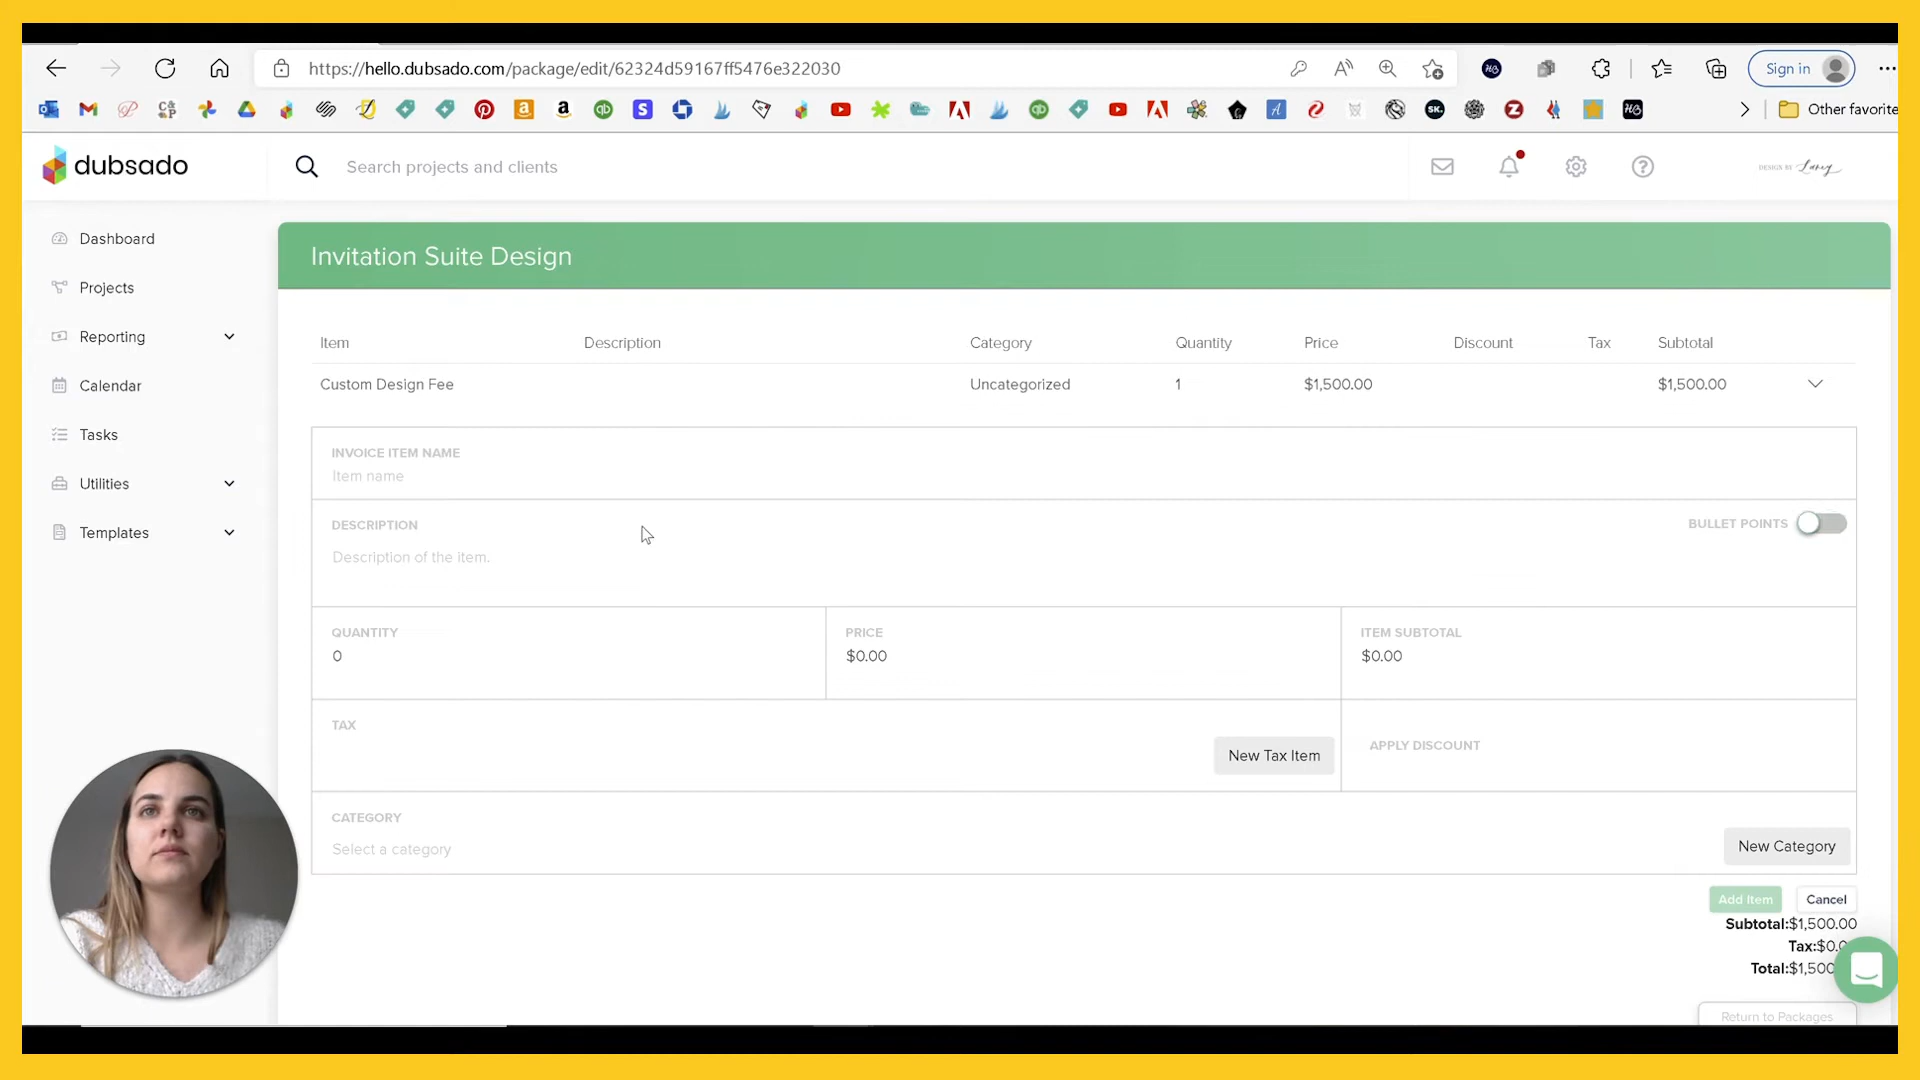 https://hello.dubsado.com/package/edit/62324d59167ff5476e322030
Sign in
Other favorite
dubsado
Search projects and clients
DESIGN BY Laney
Dashboard
Projects
Reporting
Calendar
Tasks
Utilities
Templates
Invitation Suite Design
Item Description Category Quantity Price Discount Tax Subtotal
Custom Design Fee Uncategorized 1 $1,500.00 $1,500.00
INVOICE ITEM NAME
Item name
DESCRIPTION
BULLET POINTS
Description of the item.
QUANTITY PRICE ITEM SUBTOTAL
0 $0.00 $0.00
TAX
New Tax Item
APPLY DISCOUNT
CATEGORY
Select a category
New Category
Add Item Cancel
Subtotal:$1,500.00
Tax:$0.0
Total:$1,500
Return to Packages